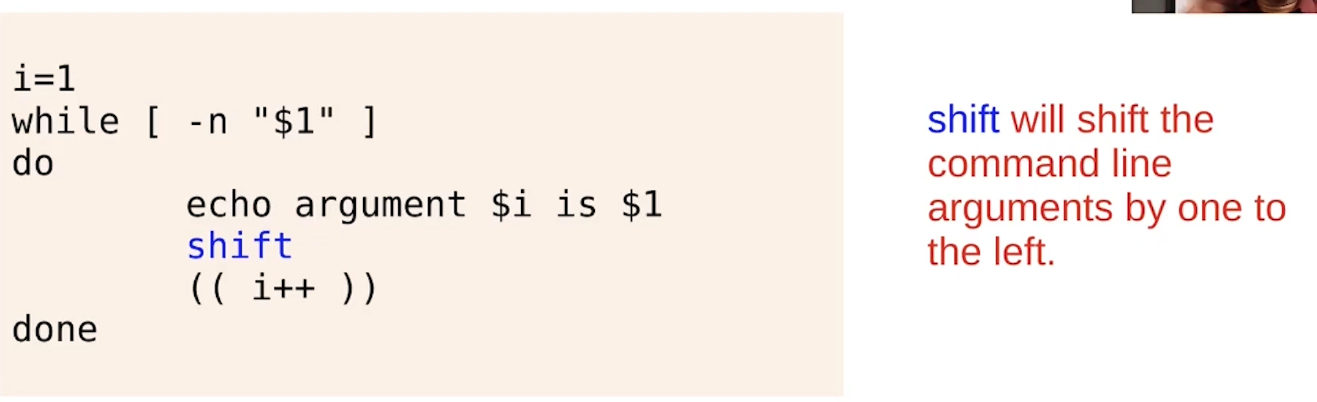 i=1
while [ -n "$1" ]
do
echo argument $i is $1
shift
(( i++ ))
done
shift will shift the
command line
arguments by one to
the left.